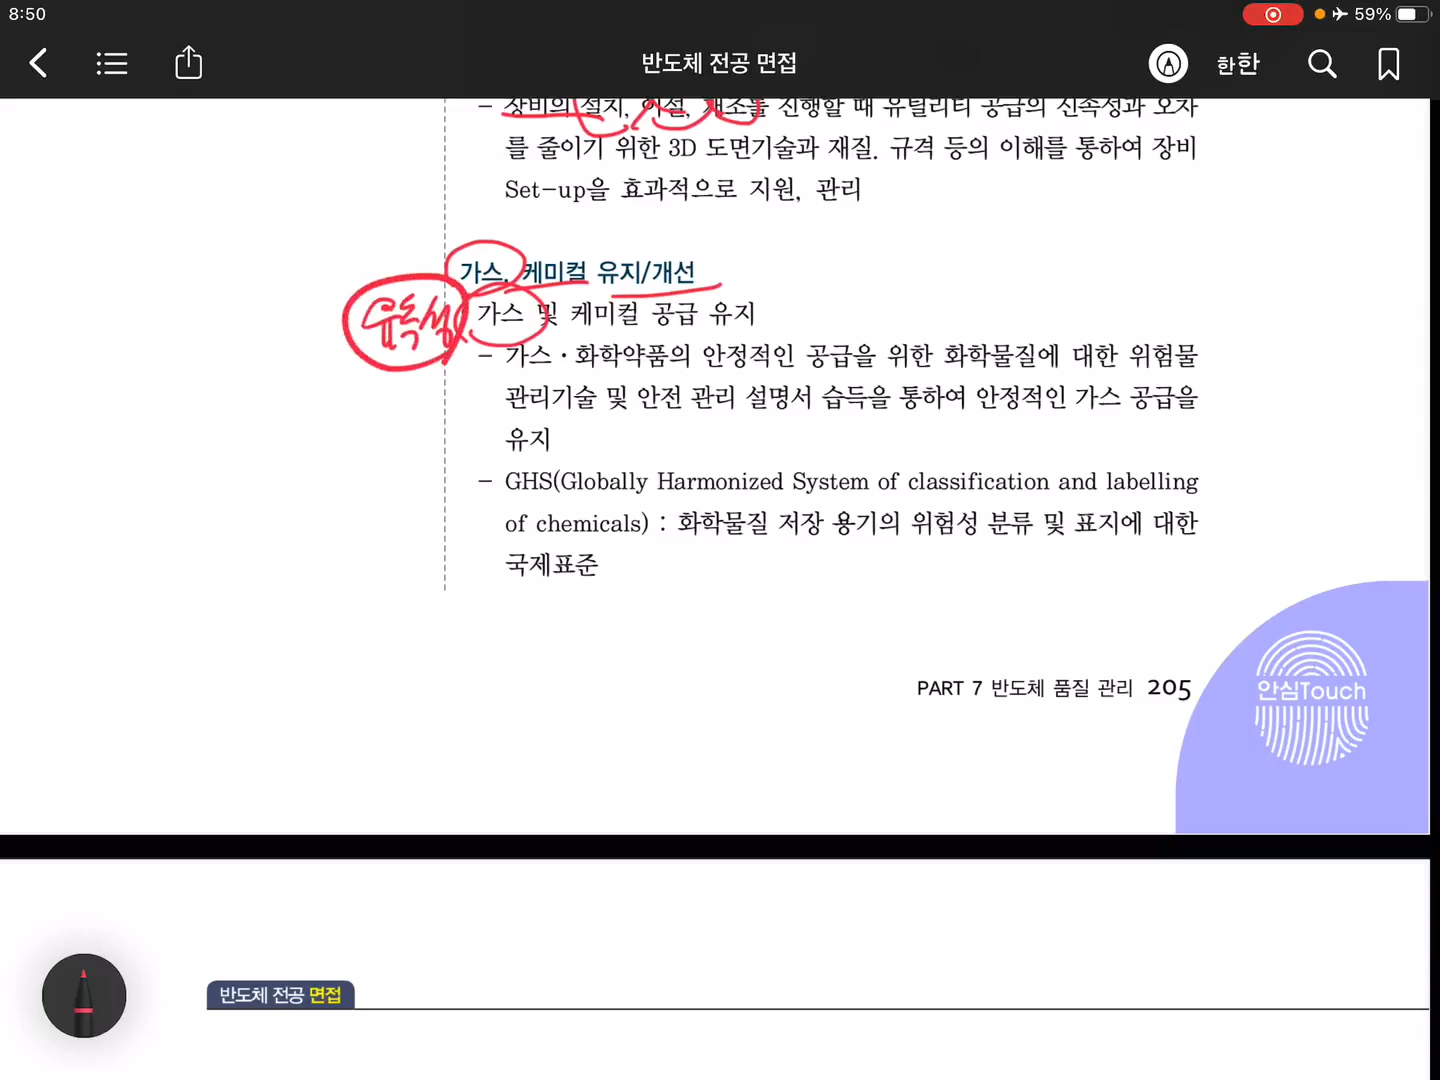 8:50
59%
반도체 전공 면접
한한
- 장비의 설치, 이설, 개조를 진행할 때 유틸리티 공급의 신속성과 오차
를 줄이기 위한 3D 도면기술과 재질. 규격 등의 이해를 통하여 장비
Set-up을 효과적으로 지원, 관리
가스, 케미컬 유지/개선
유독성
가스 및 케미컬 공급 유지
- 가스·화학약품의 안정적인 공급을 위한 화학물질에 대한 위험물
관리기술 및 안전 관리 설명서 습득을 통하여 안정적인 가스 공급을
유지
- GHS(Globally Harmonized System of classification and labelling
of chemicals) : 화학물질 저장 용기의 위험성 분류 및 표지에 대한
국제표준
PART 7 반도체 품질 관리 205
안심Touch
반도체 전공 면접